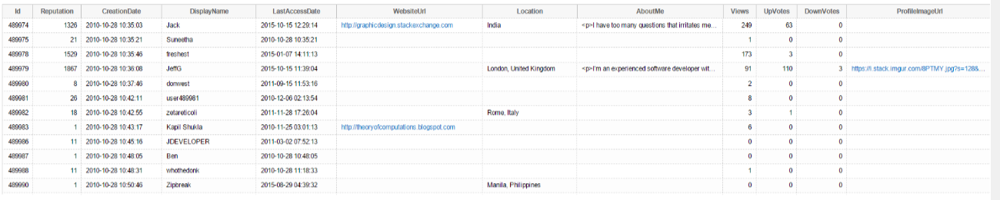 Id Reputation CreationDate DisplayName LastAccessDate WebsiteUrl Location AboutMe Views UpVotes DownVotes ProfileImageUrl
489974 1326 2010-10-28 10:35:03 Jack 2015-10-15 12:29:14 http://graphicdesign.stackexchange.com India <p>I have too many questions that irritates me... 249 63 0
489975 21 2010-10-28 10:35:21 Suneetha 2010-10-28 10:35:21 1 0 0
489978 1529 2010-10-28 10:35:46 freshest 2015-01-07 14:11:13 173 3 0
489979 1867 2010-10-28 10:36:08 JeffG 2015-10-15 11:39:04 London, United Kingdom <p>I'm an experienced software developer wit... 91 110 3 https://i.stack.imgur.com/8PTMY.jpg?s=128&...
489980 8 2010-10-28 10:37:46 donwest 2011-09-15 11:53:16 2 0 0
489981 26 2010-10-28 10:42:11 user489981 2010-12-06 02:13:54 8 0 0
489982 18 2010-10-28 10:42:55 zetareticoli 2011-11-28 17:26:04 Rome, Italy 3 1 0
489983 1 2010-10-28 10:43:17 Kapil Shukla 2010-11-25 03:01:13 http://theoryofcomputations.blogspot.com 6 0 0
489986 11 2010-10-28 10:45:16 JDEVELOPER 2011-03-02 07:52:13 0 0 0
489987 1 2010-10-28 10:48:05 Ben 2010-10-28 10:48:05 0 0 0
489988 11 2010-10-28 10:48:31 whothedonk 2010-10-28 11:18:33 1 0 0
489990 1 2010-10-28 10:50:46 Zipbreak 2015-08-29 04:39:32 Manila, Philippines 0 0 0